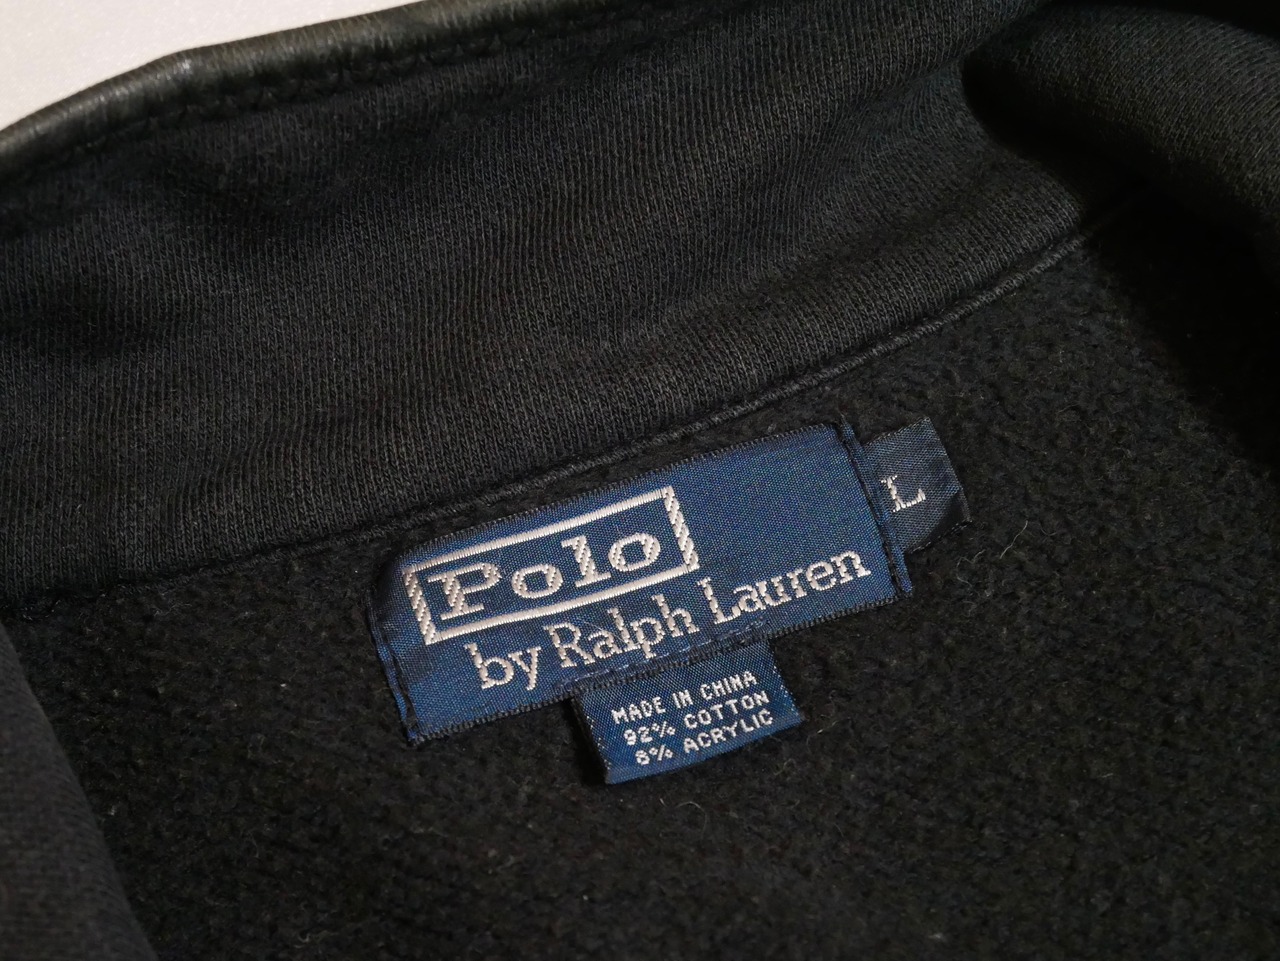 Polo
by Ralph Lauren
L
MADE IN CHINA
92% COTTON
8% ACRYLIC